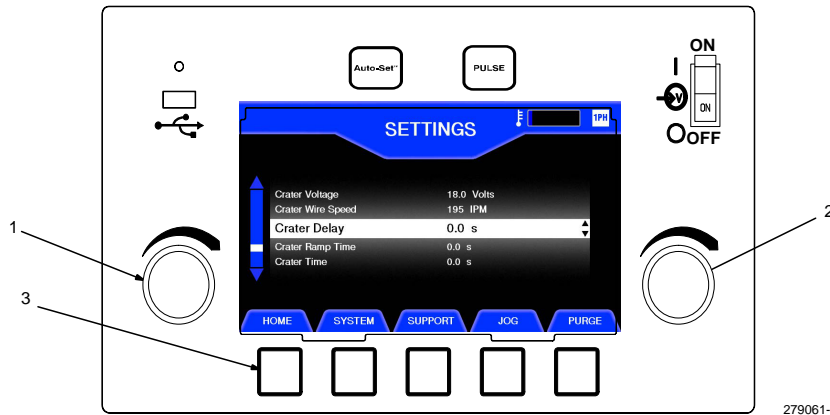 ON
Auto-Set™
PULSE
I
V
ON
OOFF
SETTINGS
1PH
Crater Voltage 18.0 Volts
Crater Wire Speed 195 IPM
Crater Delay 0.0 s
Crater Ramp Time 0.0 s
Crater Time 0.0 s
1
2
3
HOME SYSTEM SUPPORT JOG PURGE
279061-